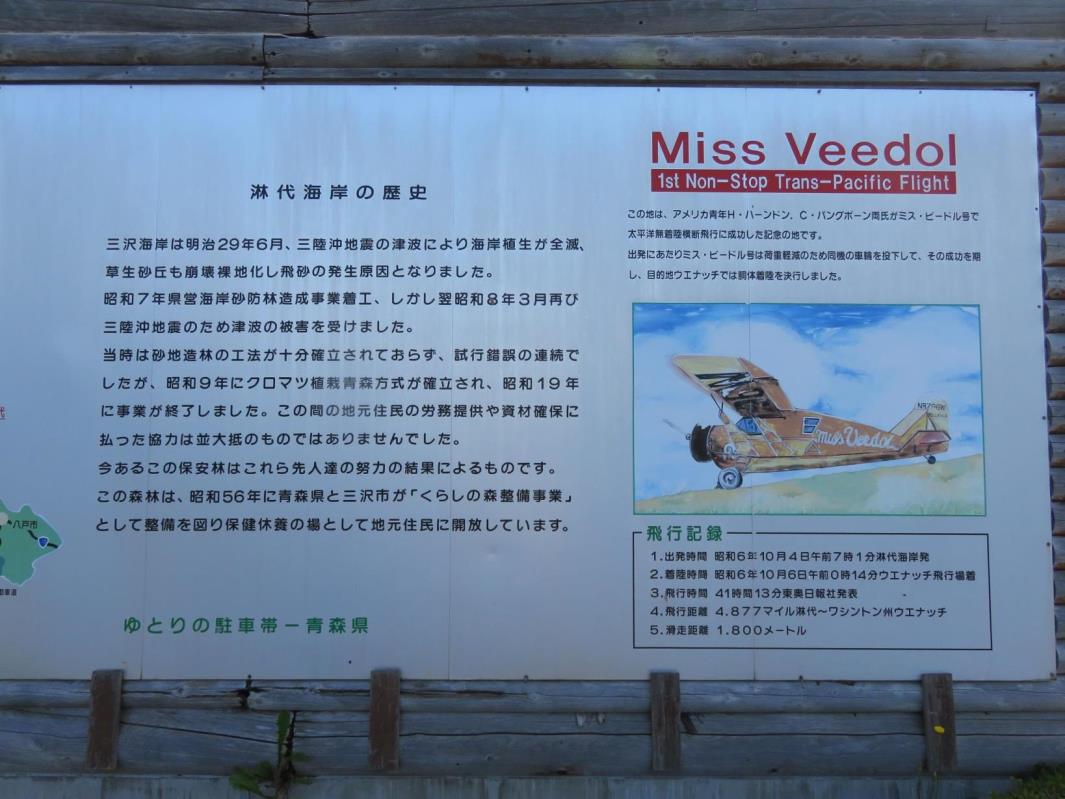 淋代海岸の歴史
三沢海岸は明治29年6月、三陸沖地震の津波により海岸植生が全滅、
草生砂丘も崩壊裸地化し飛砂の発生原因となりました。
昭和7年県営海岸砂防林造成事業着工、しかし翌昭和8年3月再び
三陸沖地震のため津波の被害を受けました。
当時は砂地造林の工法が十分確立されておらず、試行錯誤の連続で
したが、昭和9年にクロマツ植栽青森方式が確立され、昭和19年
に事業が終了しました。この間の地元住民の労務提供や資材確保に
払った協力は並大抵のものではありませんでした。
今あるこの保安林はこれら先人達の努力の結果によるものです。
この森林は、昭和56年に青森県と三沢市が「くらしの森整備事業」
として整備を図り保健休養の場として地元住民に開放しています。
ゆとりの駐車帯－青森県
代
八戸市
Miss Veedol
1st Non-Stop Trans-Pacific Flight
この地は、アメリカ青年H・ハーンドン．C・パングボーン両氏がミス・ビードル号で
太平洋無着陸横断飛行に成功した記念の地です。
出発にあたりミス・ビードル号は荷重軽減のため同機の車輪を投下して、その成功を期
し、目的地ウエナッチでは胴体着陸を決行しました。
miss Veedol
飛行記録
1.出発時間 昭和6年10月4日午前7時1分淋代海岸発
2.着陸時間 昭和6年10月6日午前0時14分ウエナッチ飛行場着
3.飛行時間 41時間13分東奥日報社発表
4.飛行距離 4.877マイル淋代～ワシントン州ウエナッチ
5.滑走距離 1.800メートル